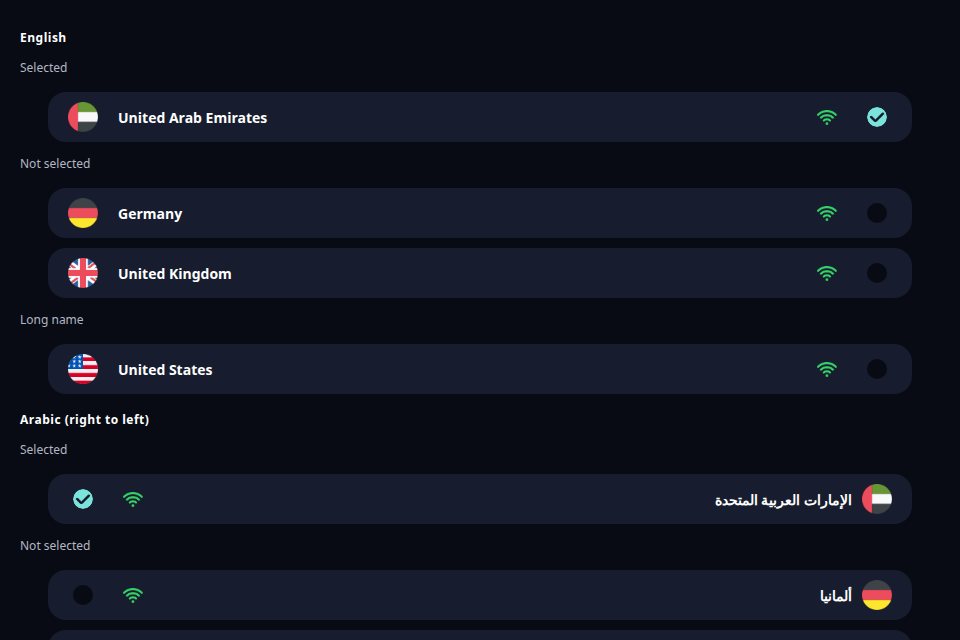 English
Selected
United Arab Emirates
Not selected
Germany
United Kingdom
Long name
United States
Arabic (right to left)
Selected
الإمارات العربية المتحدة
Not selected
ألمانيا